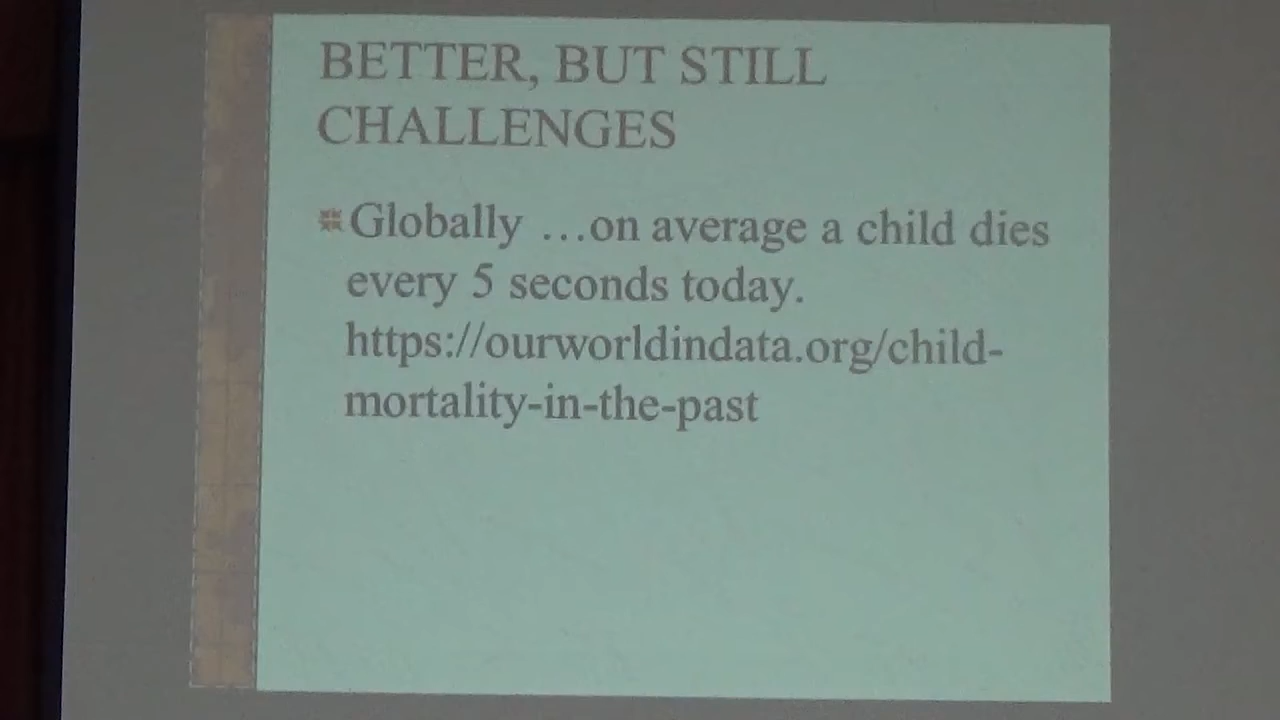 BETTER, BUT STILL
CHALLENGES
Globally ...on average a child dies
every 5 seconds today.
https://ourworldindata.org/child-
mortality-in-the-past